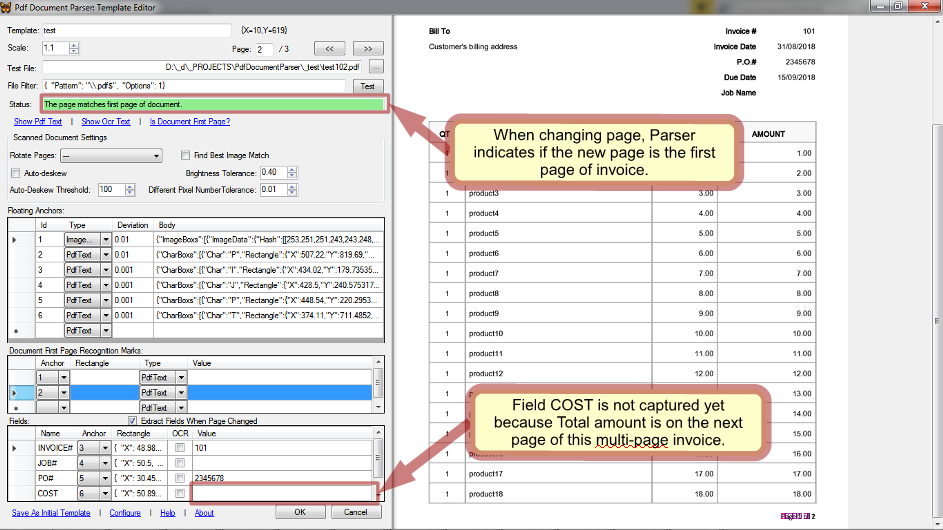 Pdf Document Parser: Template Editor
Template: test {X=10,Y=619}
Scale: 1.1 Page: 2 / 3 << >>
Test File: D:\_d\_PROJECTS\PdfDocumentParser\_test\test102.pdf ...
File Filter: { "Pattern": "\\.pdf$", "Options": 1} Test
Status: The page matches first page of document.
Show Pdf Text | Show Ocr Text | Is Document First Page?
Scanned Document Settings
Rotate Pages: --- Find Best Image Match
Auto-deskew Brightness Tolerance: 0.40
Auto-Deskew Threshold: 100 Different Pixel NumberTolerance: 0.01
Floating Anchors:
Id Type Deviation Body
1 Image... 0.01 {"ImageBoxs":[{"ImageData":{"Hash":[[253,251,251,243,243,248,...
2 PdfText 0.01 {"CharBoxs":[{"Char":"P","Rectangle":{"X":507.22,"Y":819.69,"...
3 PdfText 0.001 {"CharBoxs":[{"Char":"I","Rectangle":{"X":434.02,"Y":179.73535...
4 PdfText 0.001 {"CharBoxs":[{"Char":"J","Rectangle":{"X":428.5,"Y":240.575317...
5 PdfText 0.001 {"CharBoxs":[{"Char":"P","Rectangle":{"X":448.54,"Y":220.2953...
6 PdfText 0.001 {"CharBoxs":[{"Char":"T","Rectangle":{"X":374.11,"Y":711.4852,...
PdfText
Document First Page Recognition Marks:
Anchor Rectangle Type Value
1 PdfText
2 PdfText
PdfText
Fields: Extract Fields When Page Changed
Name Anchor Rectangle OCR Value
INVOICE# 3 { "X": 48.98... 101
JOB# 4 { "X": 50.5, ...
PO# 5 { "X": 30.45... 2345678
COST 6 { "X": 50.89...
Save As Initial Template | Configure | Help | About OK Cancel
Bill To Invoice # 101
Customer's billing address Invoice Date 31/08/2018
P.O.# 2345678
Due Date 15/09/2018
Job Name
QT AMOUNT
When changing page, Parser
indicates if the new page is the first
page of invoice.
1.00
2.00
1 product3 3.00 3.00
1 product4 4.00 4.00
1 product5 5.00 5.00
1 product6 6.00 6.00
1 product7 7.00 7.00
1 product8 8.00 8.00
1 product9 9.00 9.00
1 product10 10.00 10.00
1 product11 11.00 11.00
1 product12 12.00 12.00
13.00
14.00
15.00
Field COST is not captured yet
because Total amount is on the next
page of this multi-page invoice.
16.00
1 product17 17.00 17.00
1 product18 18.00 18.00